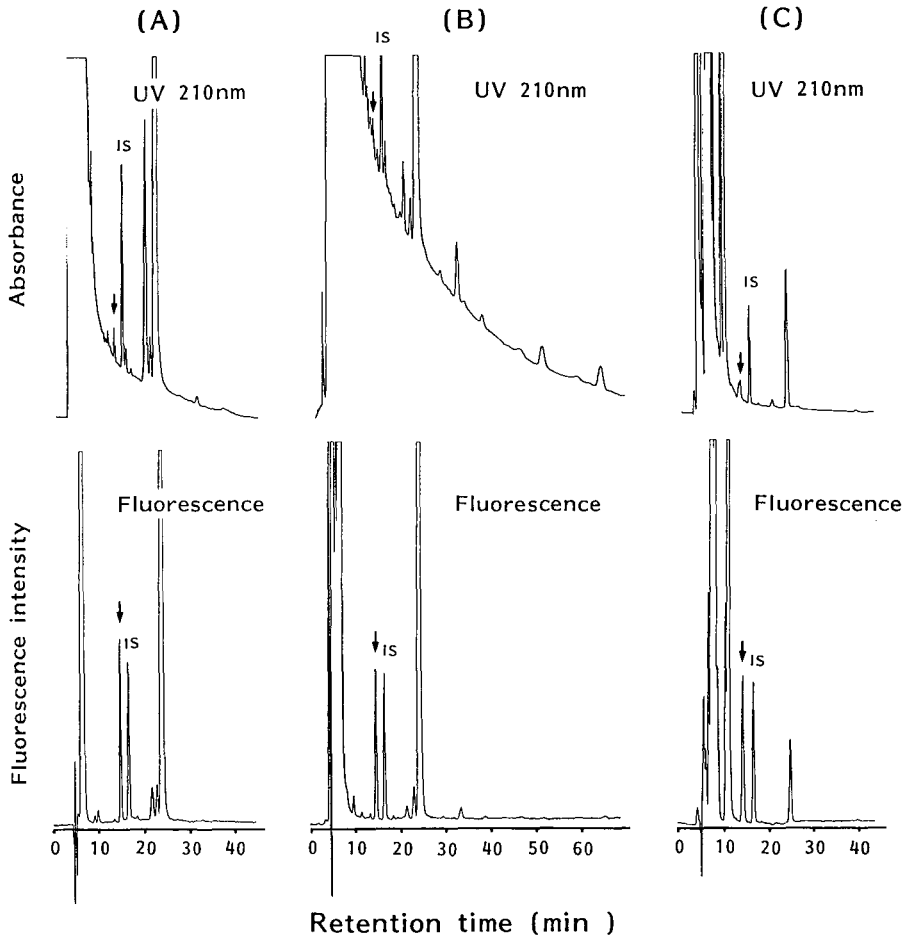 (A)
(B)
(C)
IS
UV 210nm
IS
UV 210nm
IS
UV 210nm
Absorbance
Fluorescence
IS
Fluorescence
IS
Fluorescence
IS
Fluorescence intensity
0 10 20 30 40
0 10 20 30 40 50 60
0 10 20 30 40
Retention time (min )